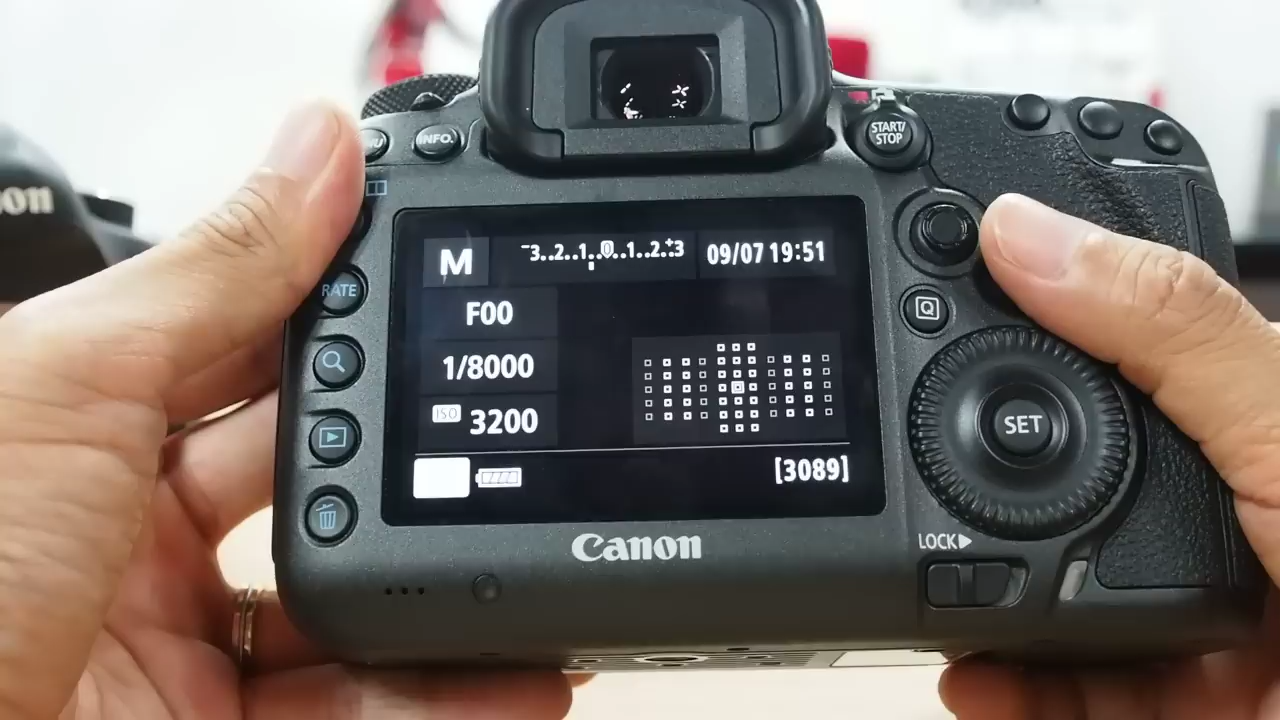 INFO.
START/
STOP
on
RATE
M
-3..2..1..0..1..2..+3
09/07 19:51
F00
1/8000
ISO 3200
[3089]
Q
SET
LOCK▶
Canon